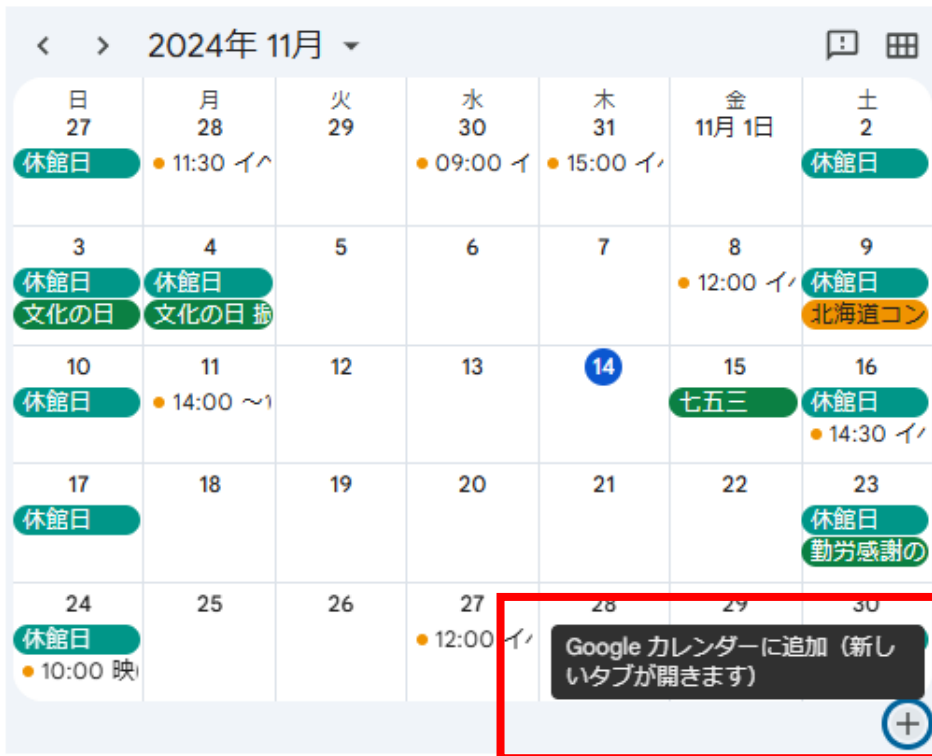 2024年 11月
日 月 火 水 木 金 土
27 28 29 30 31 11月 1日 2
休館日 11:30 イベ 09:00 イ 15:00 イ 休館日
3 4 5 6 7 8 9
休館日 休館日 12:00 イ 休館日
文化の日 文化の日 振 北海道コン
10 11 12 13 14 15 16
休館日 14:00 ～1 七五三 休館日
14:30 イ
17 18 19 20 21 22 23
休館日 休館日
勤労感謝の
24 25 26 27 28 29 30
休館日 12:00 イ
10:00 映
Google カレンダーに追加（新し
いタブが開きます）